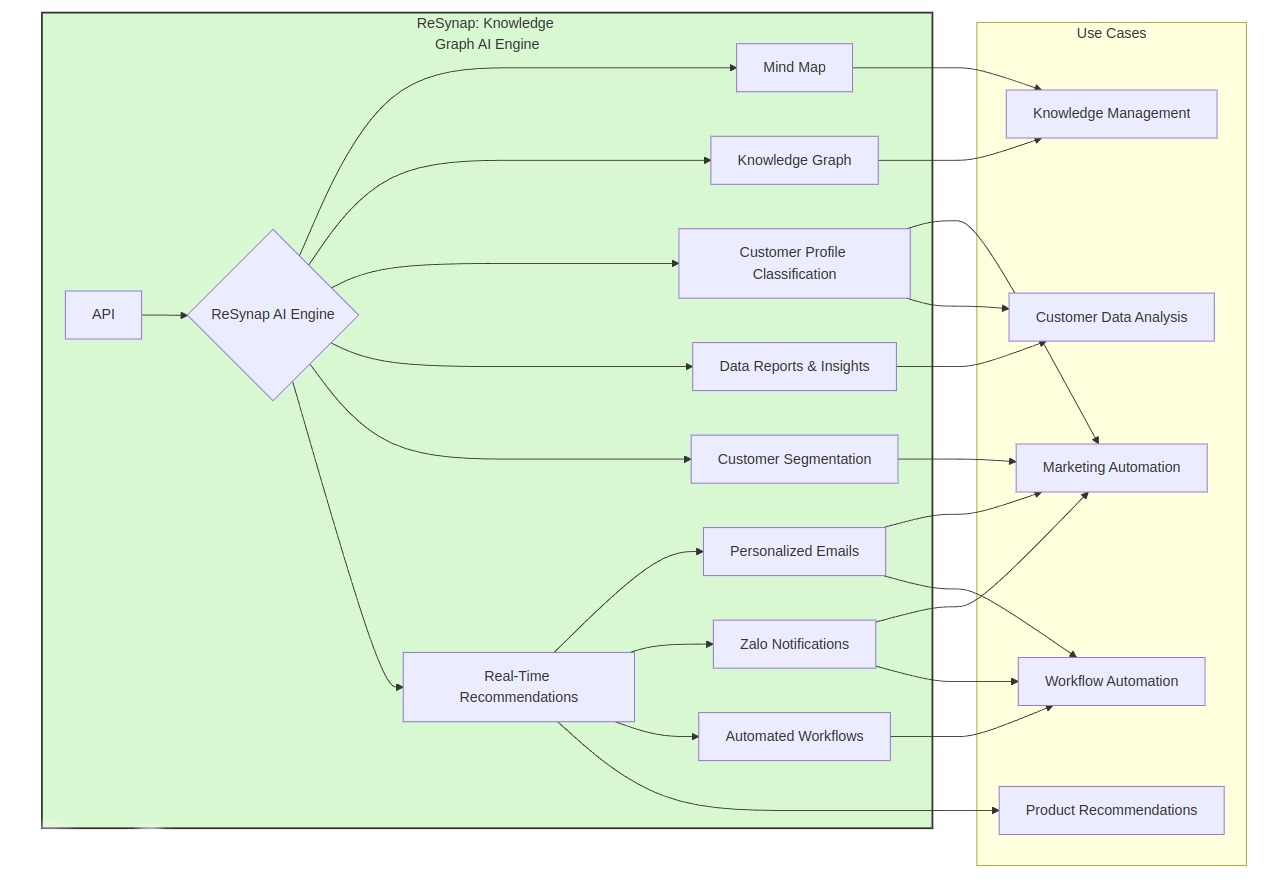 ReSynap: Knowledge
Graph AI Engine
Use Cases
API
ReSynap AI Engine
Mind Map
Knowledge Graph
Customer Profile
Classification
Data Reports & Insights
Customer Segmentation
Real-Time
Recommendations
Personalized Emails
Zalo Notifications
Automated Workflows
Knowledge Management
Customer Data Analysis
Marketing Automation
Workflow Automation
Product Recommendations